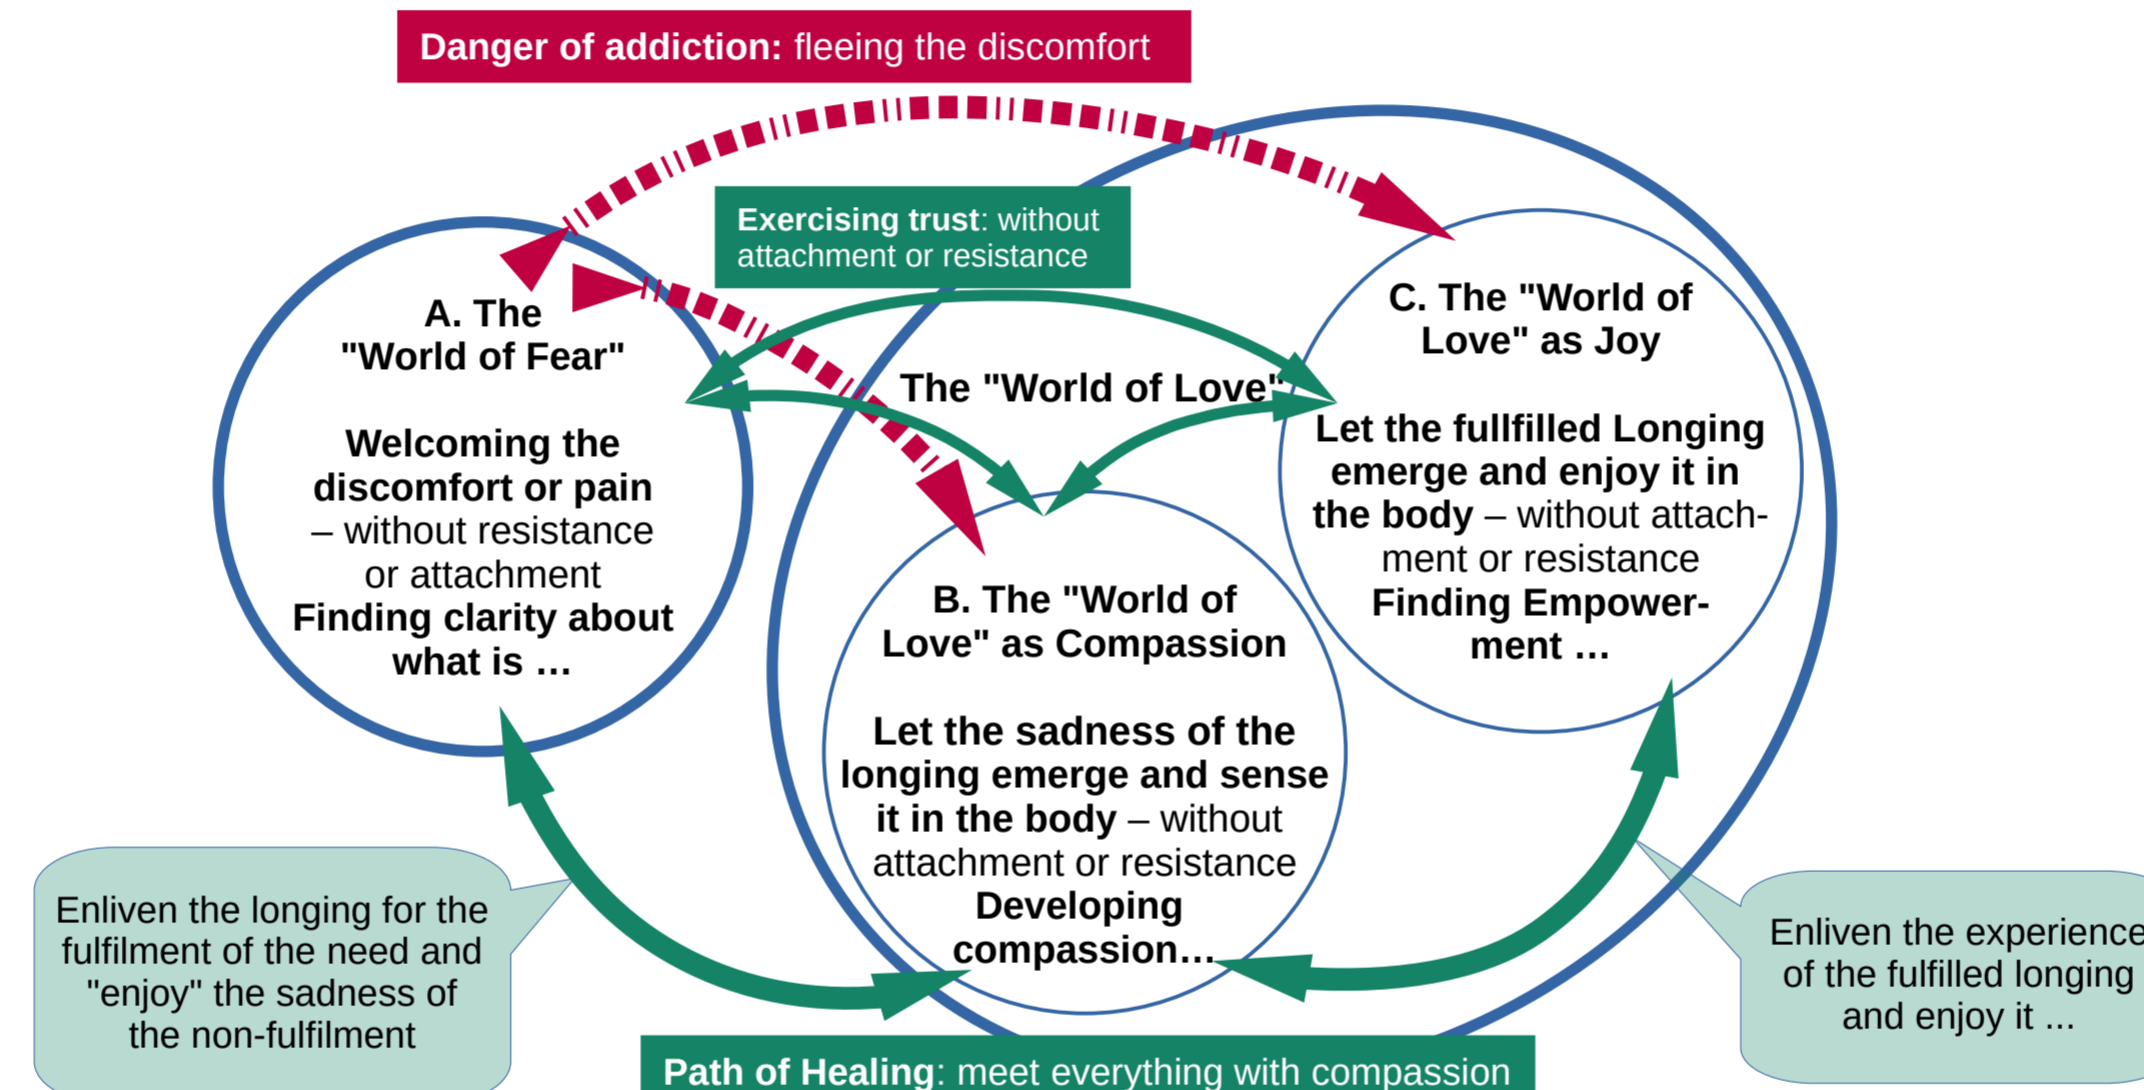 Danger of addiction: fleeing the discomfort
Exercising trust: without
attachment or resistance
A. The
"World of Fear"
Welcoming the
discomfort or pain
– without resistance
or attachment
Finding clarity about
what is …
The "World of Love"
C. The "World of
Love" as Joy
Let the fullfilled Longing
emerge and enjoy it in
the body – without attach-
ment or resistance
Finding Empower-
ment …
B. The "World of
Love" as Compassion
Let the sadness of the
longing emerge and sense
it in the body – without
attachment or resistance
Developing
compassion…
Enliven the longing for the
fulfilment of the need and
"enjoy" the sadness of
the non-fulfilment
Enliven the experience
of the fulfilled longing
and enjoy it ...
Path of Healing: meet everything with compassion